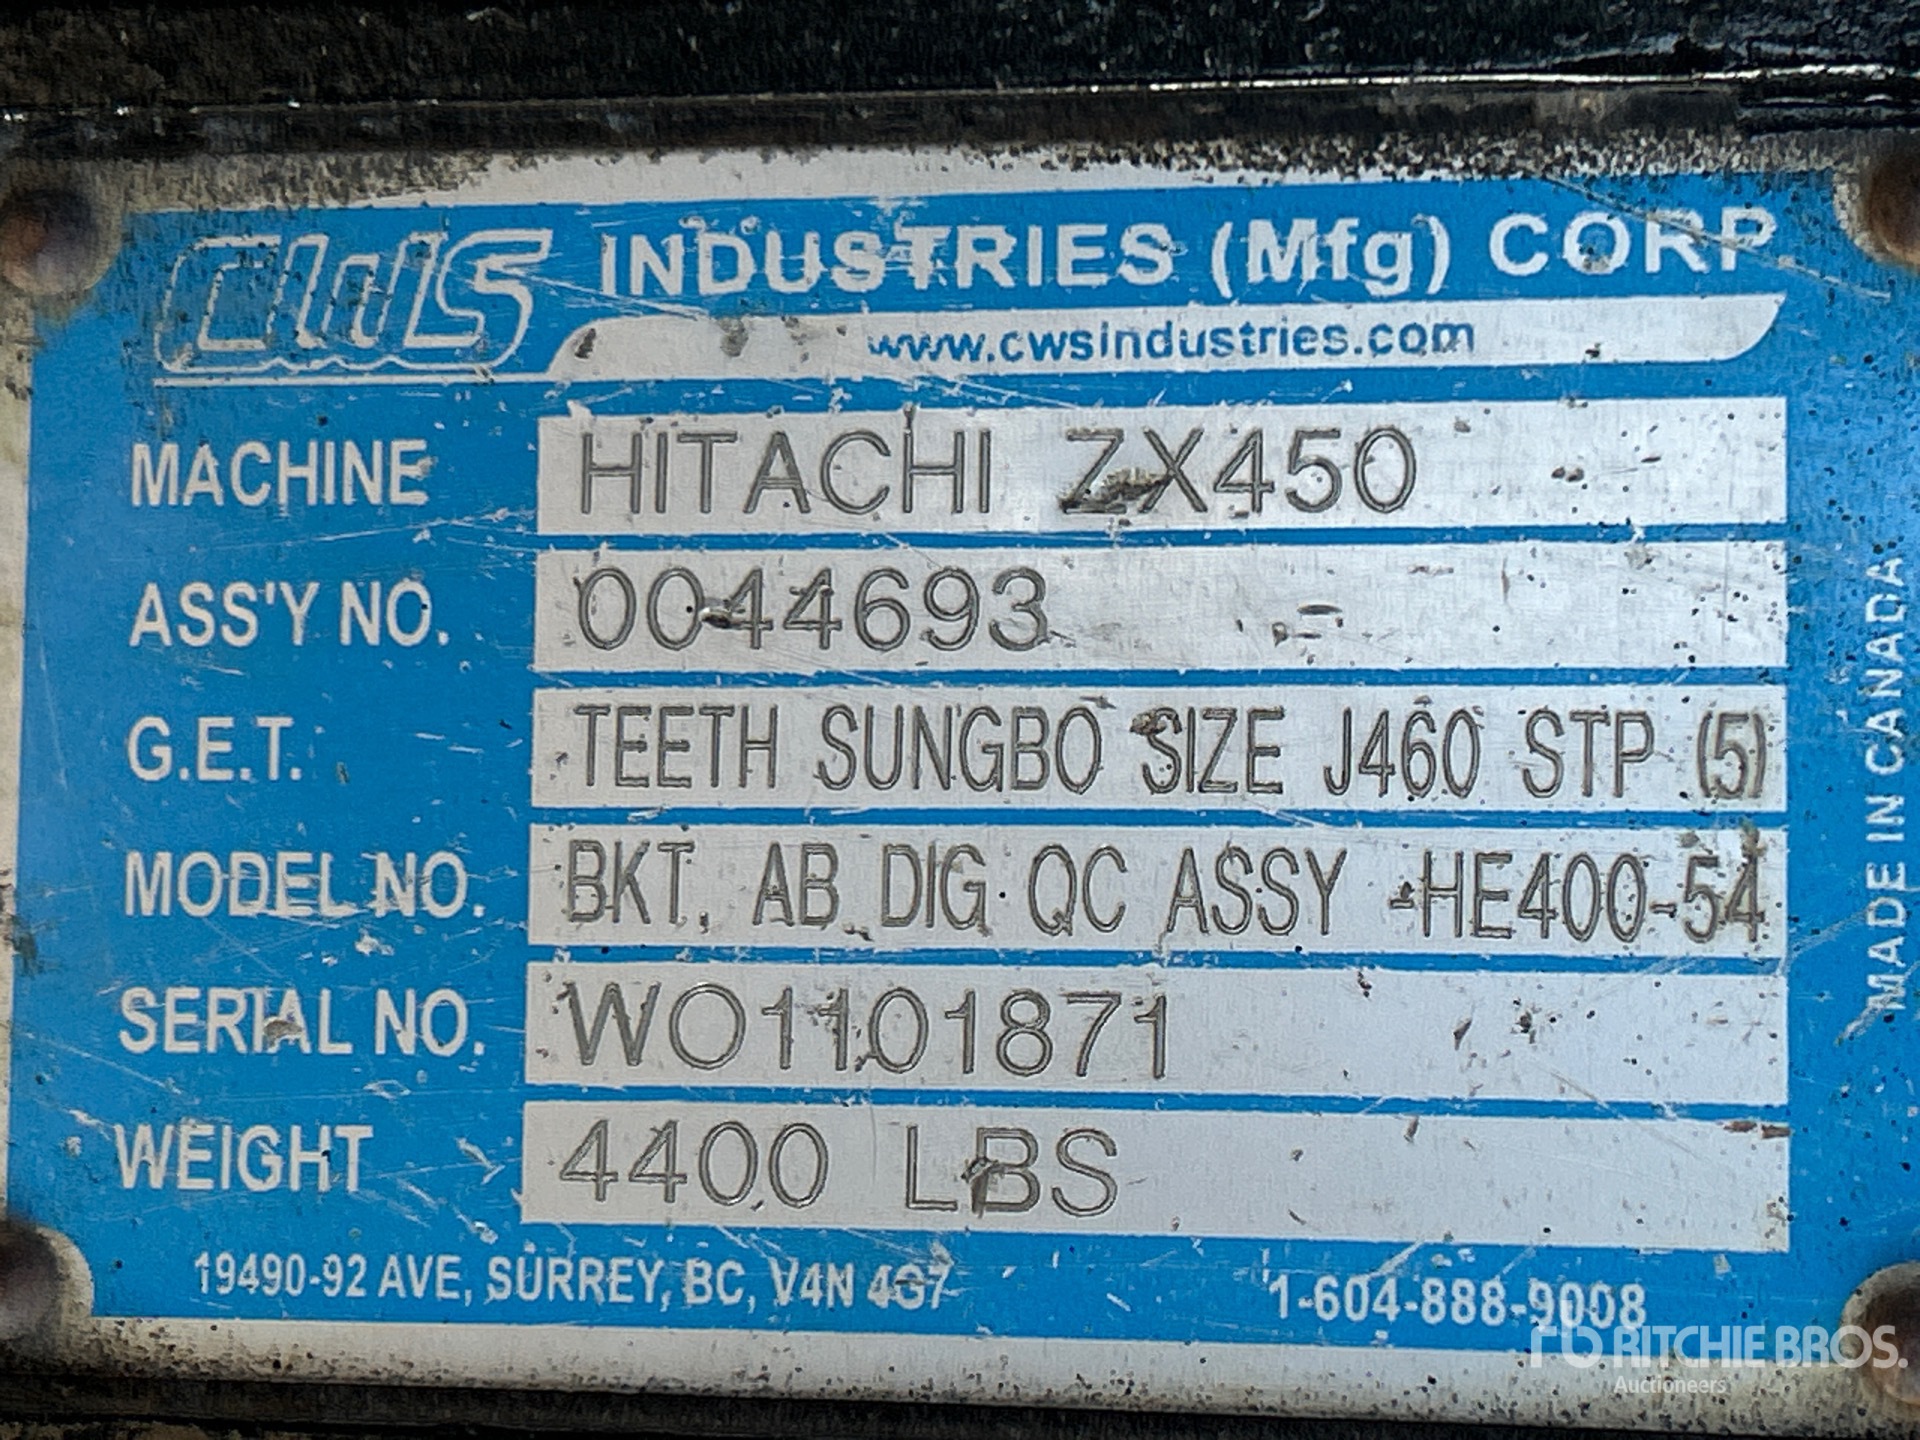 CWS INDUSTRIES (Mfg) CORP
www.cwsindustries.com
MACHINE HITACHI ZX450
ASS'Y NO. 0044693
G.E.T. TEETH SUNGBO SIZE J460 STP (5)
MODEL NO. BKT, AB DIG QC ASSY -HE400-54
SERIAL NO. WO1101871
WEIGHT 4400 LBS
19490-92 AVE, SURREY, BC, V4N 4G7 1-604-888-9008
MADE IN CANADA
rb RITCHIE BROS.
Auctioneers